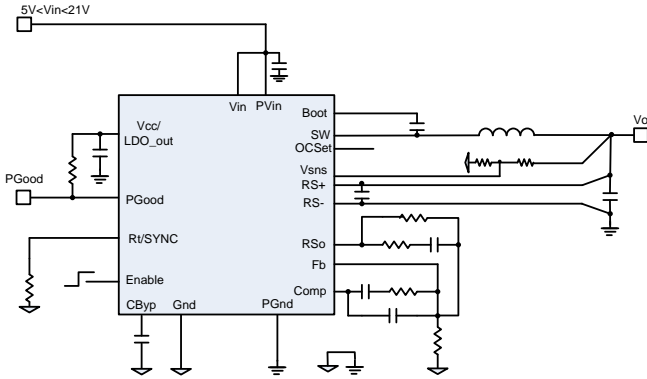 5V<Vin<21V
Vin
PVin
Boot
Vcc/
LDO_out
SW
OCSet
Vo
Vsns
PGood
RS+
PGood
RS-
Rt/SYNC
RSo
Fb
Enable
Comp
CByp
Gnd
PGnd